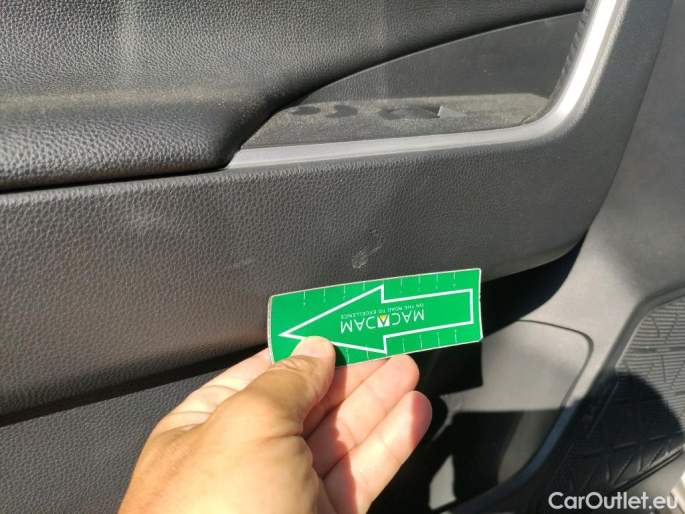 MACADAM
ON THE ROAD TO EXCELLENCE
CarOutlet.eu